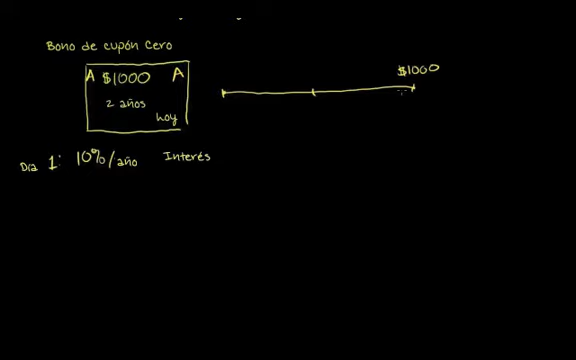 Bono de cupón cero
A $1000 A
2 años
hoy
$1000
Día 1: 10%/año Interés